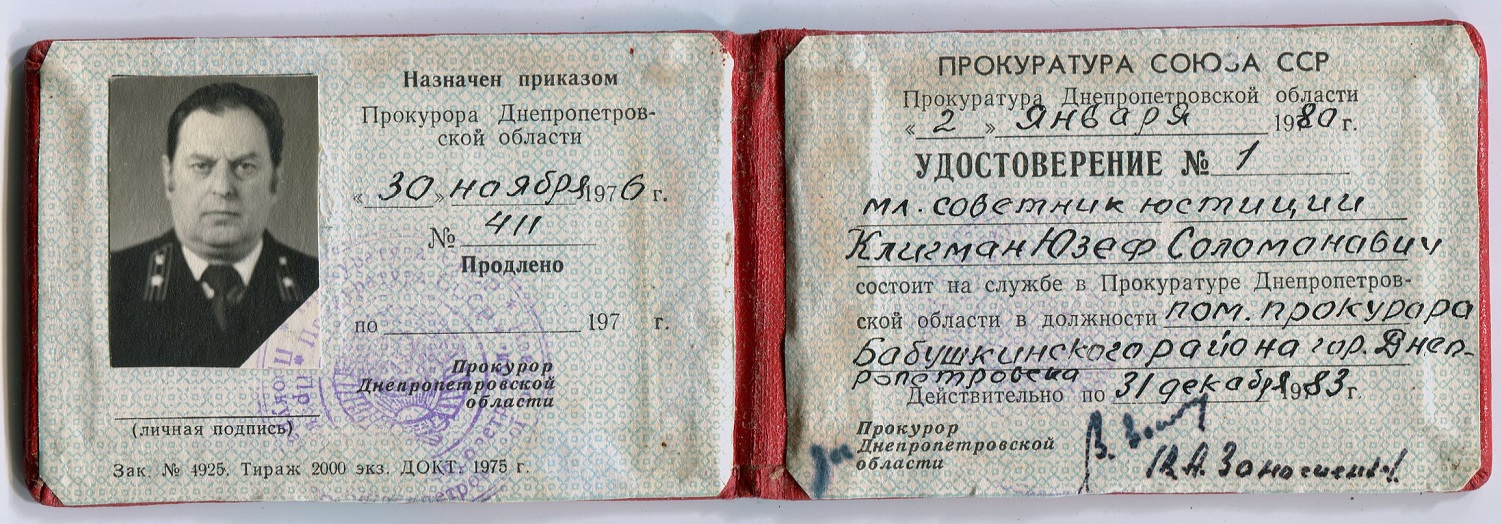 Назначен приказом
Прокурора Днепропетров-
ской области
«30» ноября 1976 г.
№ 411
Продлено
по 197 г.
Прокурор
Днепропетровской
области
(личная подпись)
Зак. № 4925. Тираж 2000 экз. ДОКТ. 1975 г.
ПРОКУРАТУРА СОЮЗА ССР
Прокуратура Днепропетровской области
«2» января 1980 г.
УДОСТОВЕРЕНИЕ № 1
мл. советник юстиции
Клигман Юзеф Соломанавич
состоит на службе в Прокуратуре Днепропетров-
ской области в должности пом. прокурара
Бабушкинского района гор. Днеп-
ропетровска
Действительно по 31 декабря 1983 г.
Прокурор
Днепропетровской
области